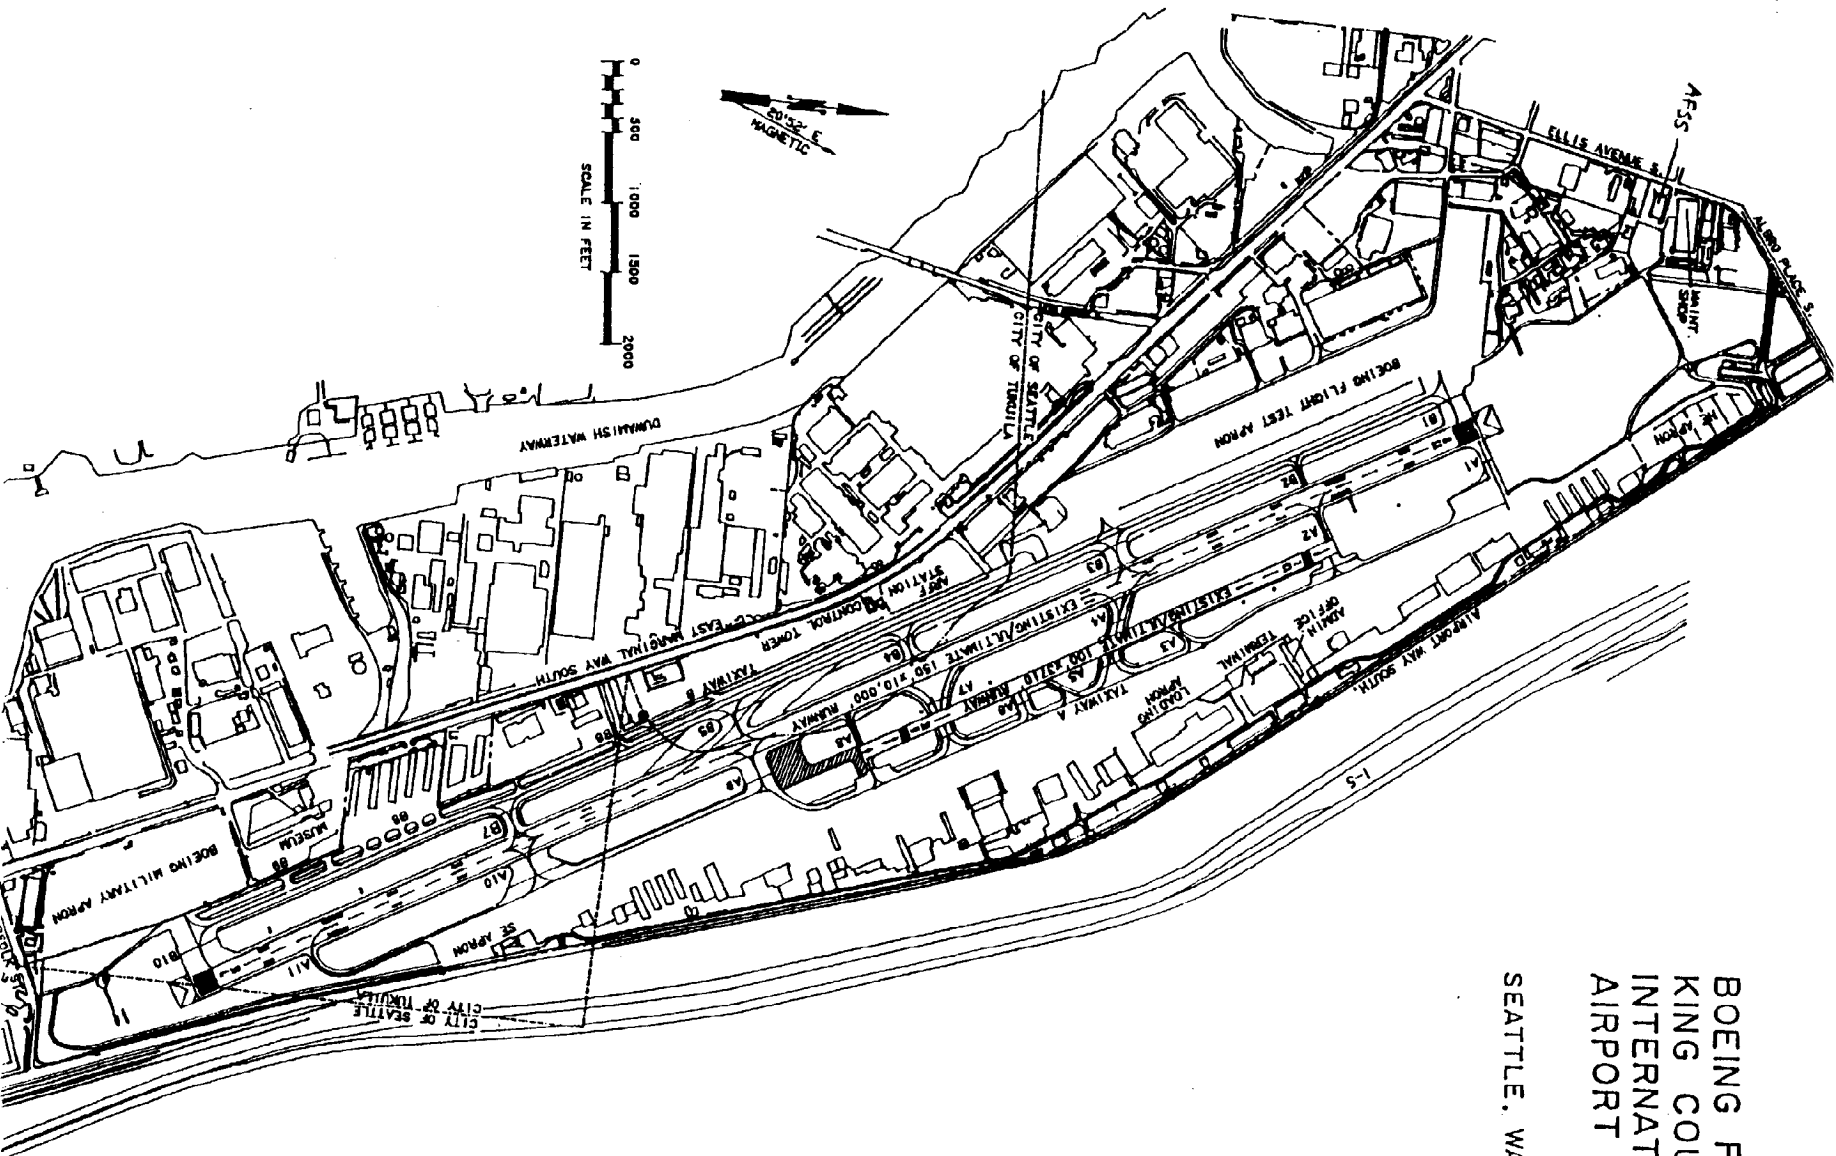 BOEING F
KING COU
INTERNAT
AIRPORT
SEATTLE, WA
0
500
1000
1500
2000
SCALE IN FEET
20.52' E
MAGNETIC
AFSS
ELLIS AVENUE S.
ALBRO PLACE S.
MAINT
SHOP
APRON
CITY OF SEATTLE
CITY OF TUKWILA
BOEING FLIGHT TEST APRON
DUWAMISH WATERWAY
B1
A1
B2
A2
B3
A4
A3
A5
A7
A6
B4
ARFF
STATION
CONTROL TOWER
EAST MARGINAL WAY SOUTH
TAXIWAY B
EXISTING/ULTIMATE 150'x10,000' RUNWAY
EXISTING/ULTIMATE 100'x3710' RUNWAY
TAXIWAY A
ADMIN
OFFICE
TERMINAL
LOADING
APRON
AIRPORT WAY SOUTH
I-5
A8
B5
B6
A9
B7
B8
A10
MUSEUM
B9
BOEING MILITARY APRON
B10
A11
SE APRON
CITY OF SEATTLE
CITY OF TUKWILA